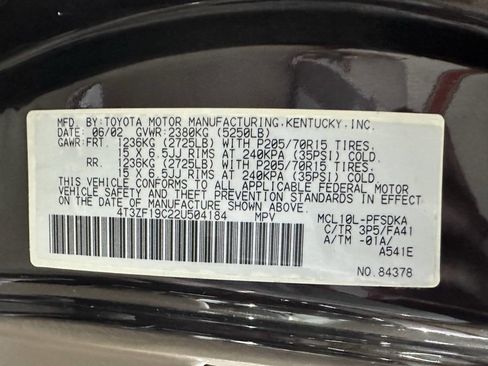 MFD. BY:TOYOTA MOTOR MANUFACTURING,KENTUCKY,INC.
DATE: 06/02 GVWR:2380KG (5250LB)
GAWR:FRT. 1236KG (2725LB) WITH P205/70R15 TIRES.
15 X 6.5JJ RIMS AT 240KPA (35PSI) COLD.
RR. 1236KG (2725LB) WITH P205/70R15 TIRES.
15 X 6.5JJ RIMS AT 240KPA (35PSI) COLD.
THIS VEHICLE CONFORMS TO ALL APPLICABLE FEDERAL MOTOR
VEHICLE SAFETY AND BUMPER STANDARDS IN EFFECT
ON THE DATE OF MANUFACTURE SHOWN ABOVE.
4T3ZF19C22U504184 MPV MCL10L-PFSDKA
C/TR 3P5/FA41
A/TM -01A/
A541E
NO.84378